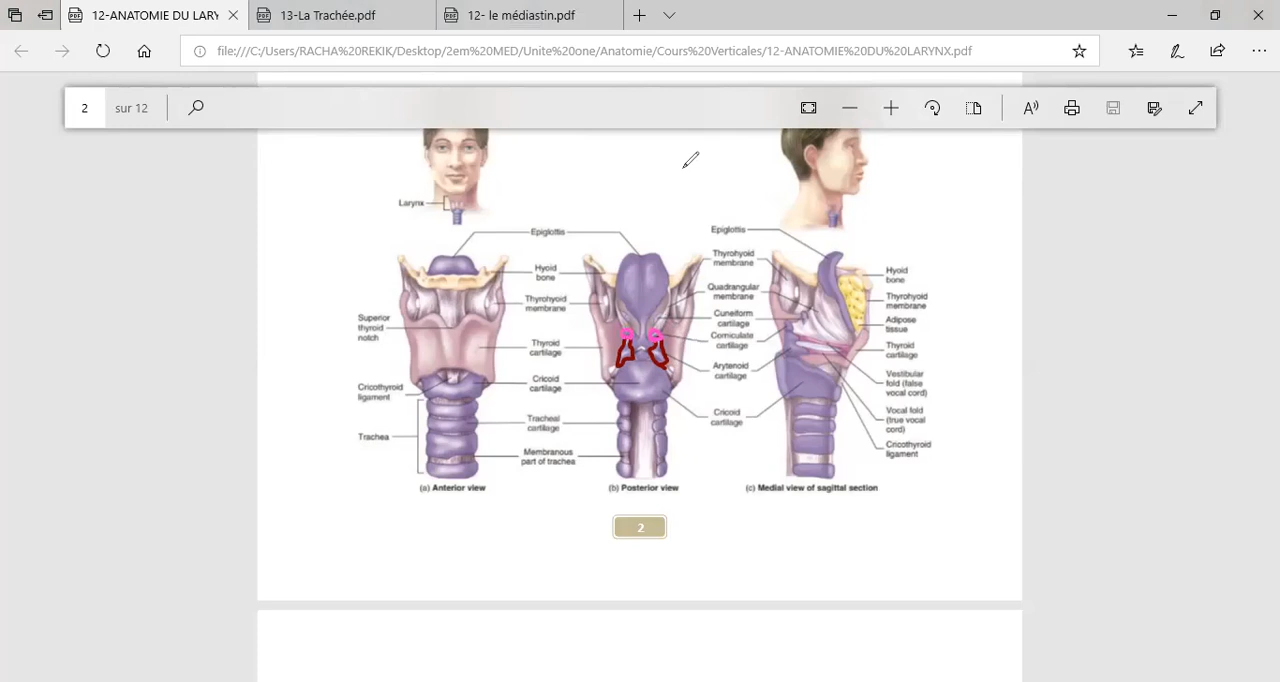 12-ANATOMIE DU LARY
13-La Trachée.pdf
12- le médiastin.pdf
file:///C:/Users/RACHA%20REKIK/Desktop/2em%20MED/Unite%20one/Anatomie/Cours%20Verticales/12-ANATOMIE%20DU%20LARYNX.pdf
2 sur 12
Larynx
Epiglottis
Hyoid
bone
Thyrohyoid
membrane
Superior
thyroid
notch
Thyroid
cartilage
Cricothyroid
ligament
Cricoid
cartilage
Trachea
Tracheal
cartilage
Membranous
part of trachea
Epiglottis
Thyrohyoid
membrane
Quadrangular
membrane
Cuneiform
cartilage
Corniculate
cartilage
Arytenoid
cartilage
Cricoid
cartilage
Hyoid
bone
Thyrohyoid
membrane
Adipose
tissue
Thyroid
cartilage
Vestibular
fold (false
vocal cord)
Vocal fold
(true vocal
cord)
Cricothyroid
ligament
(a) Anterior view
(b) Posterior view
(c) Medial view of sagittal section
2